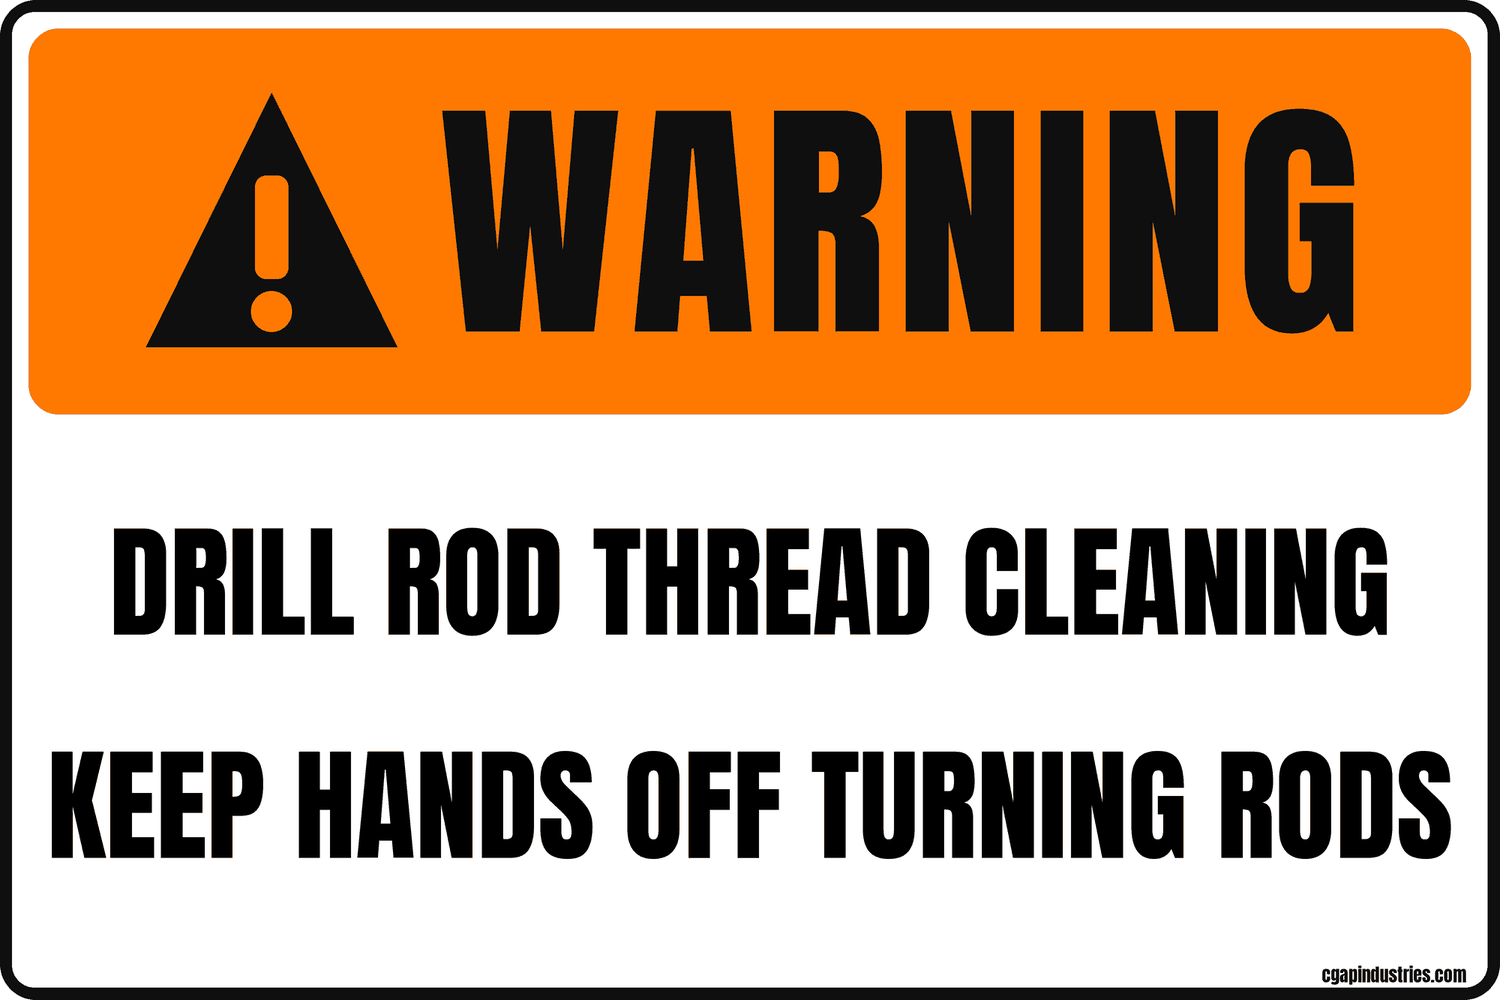 WARNING
DRILL ROD THREAD CLEANING
KEEP HANDS OFF TURNING RODS
cgapindustries.com